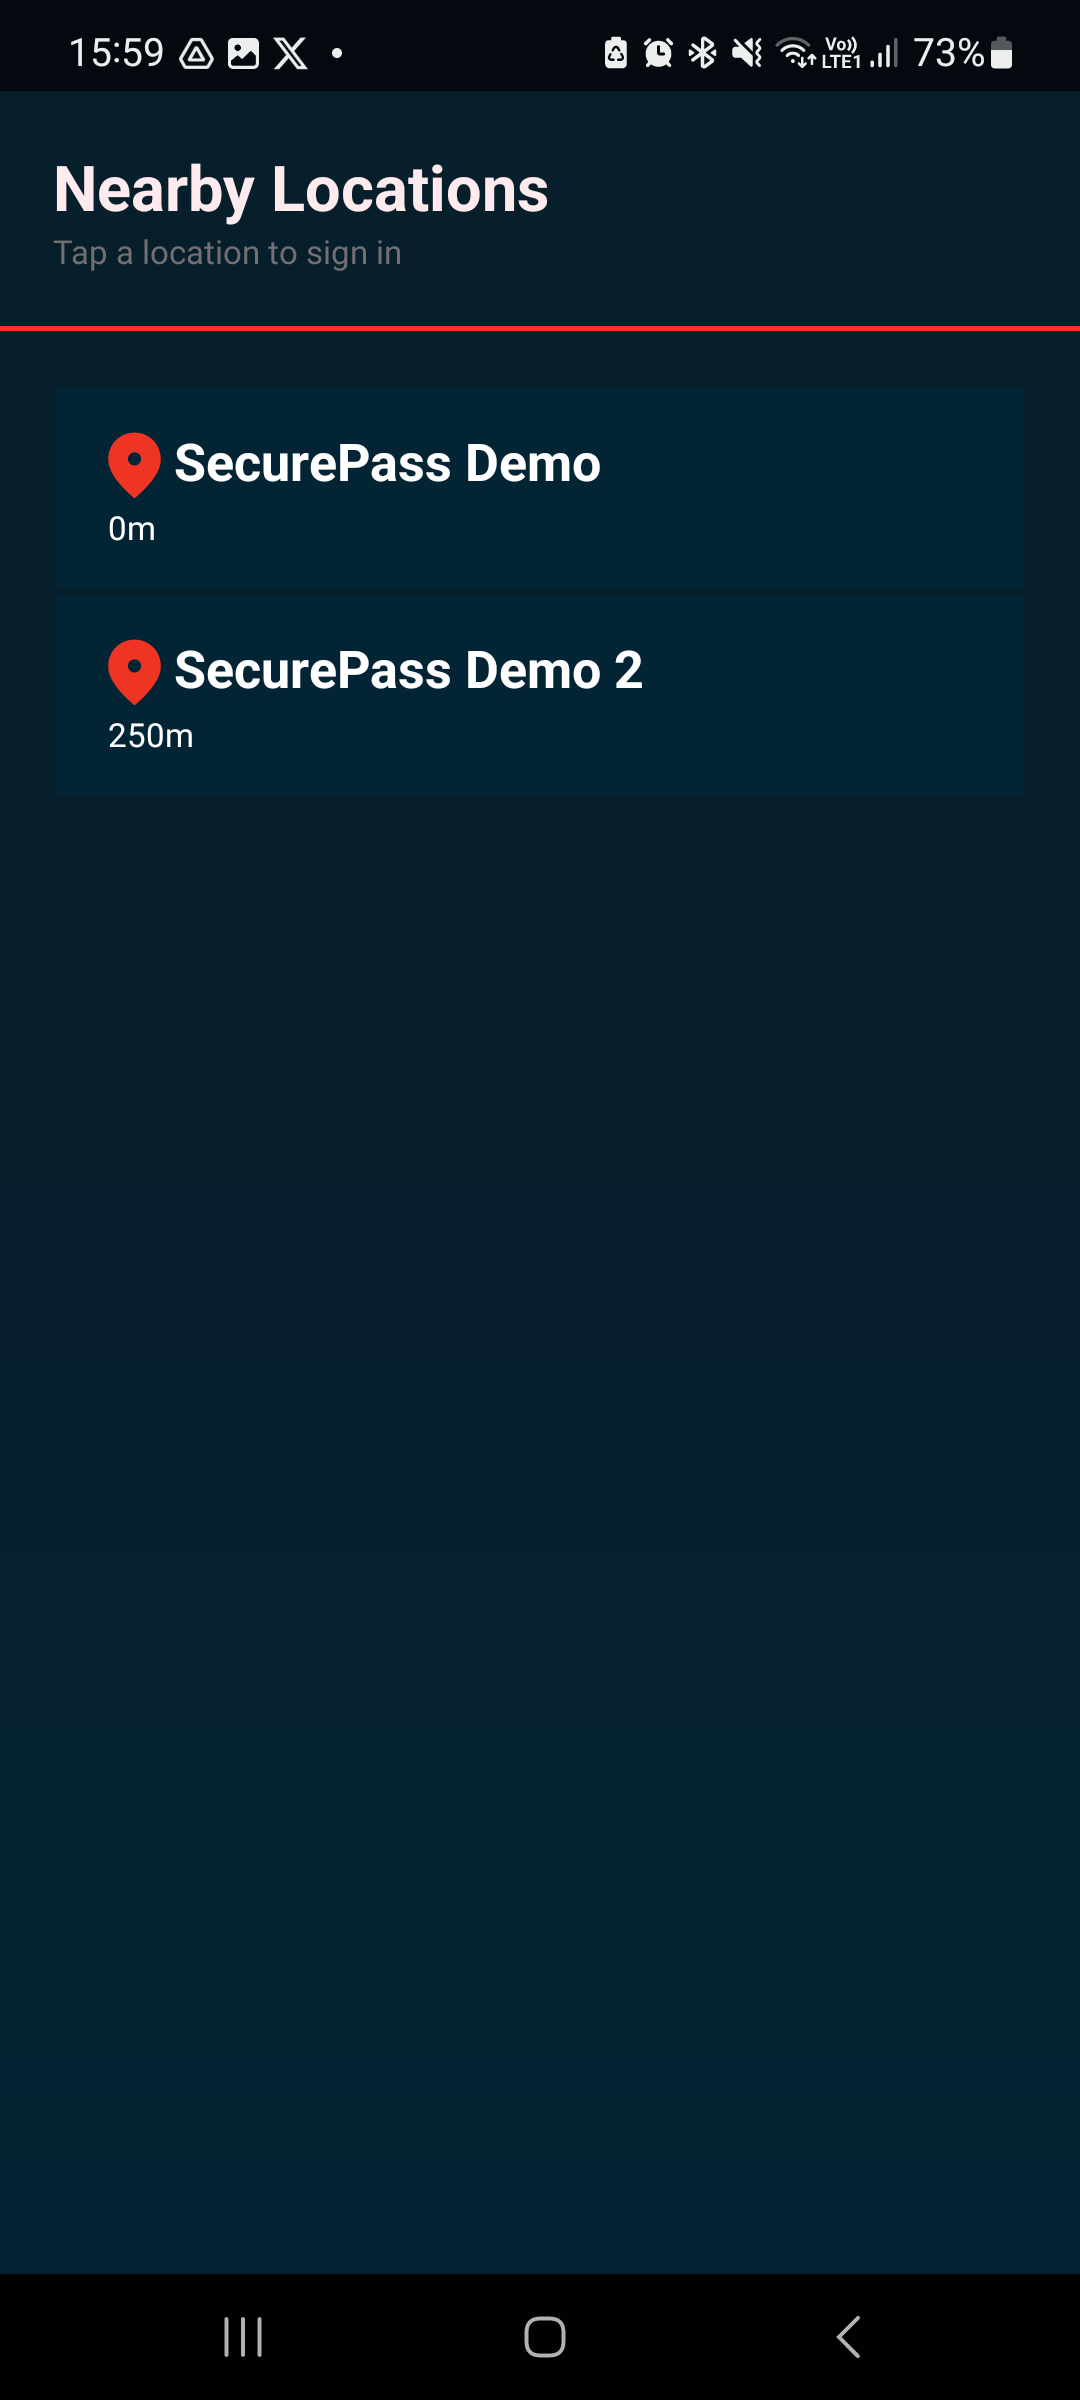 15:59 Vo)) LTE1 73%
Nearby Locations
Tap a location to sign in
SecurePass Demo
0m
SecurePass Demo 2
250m